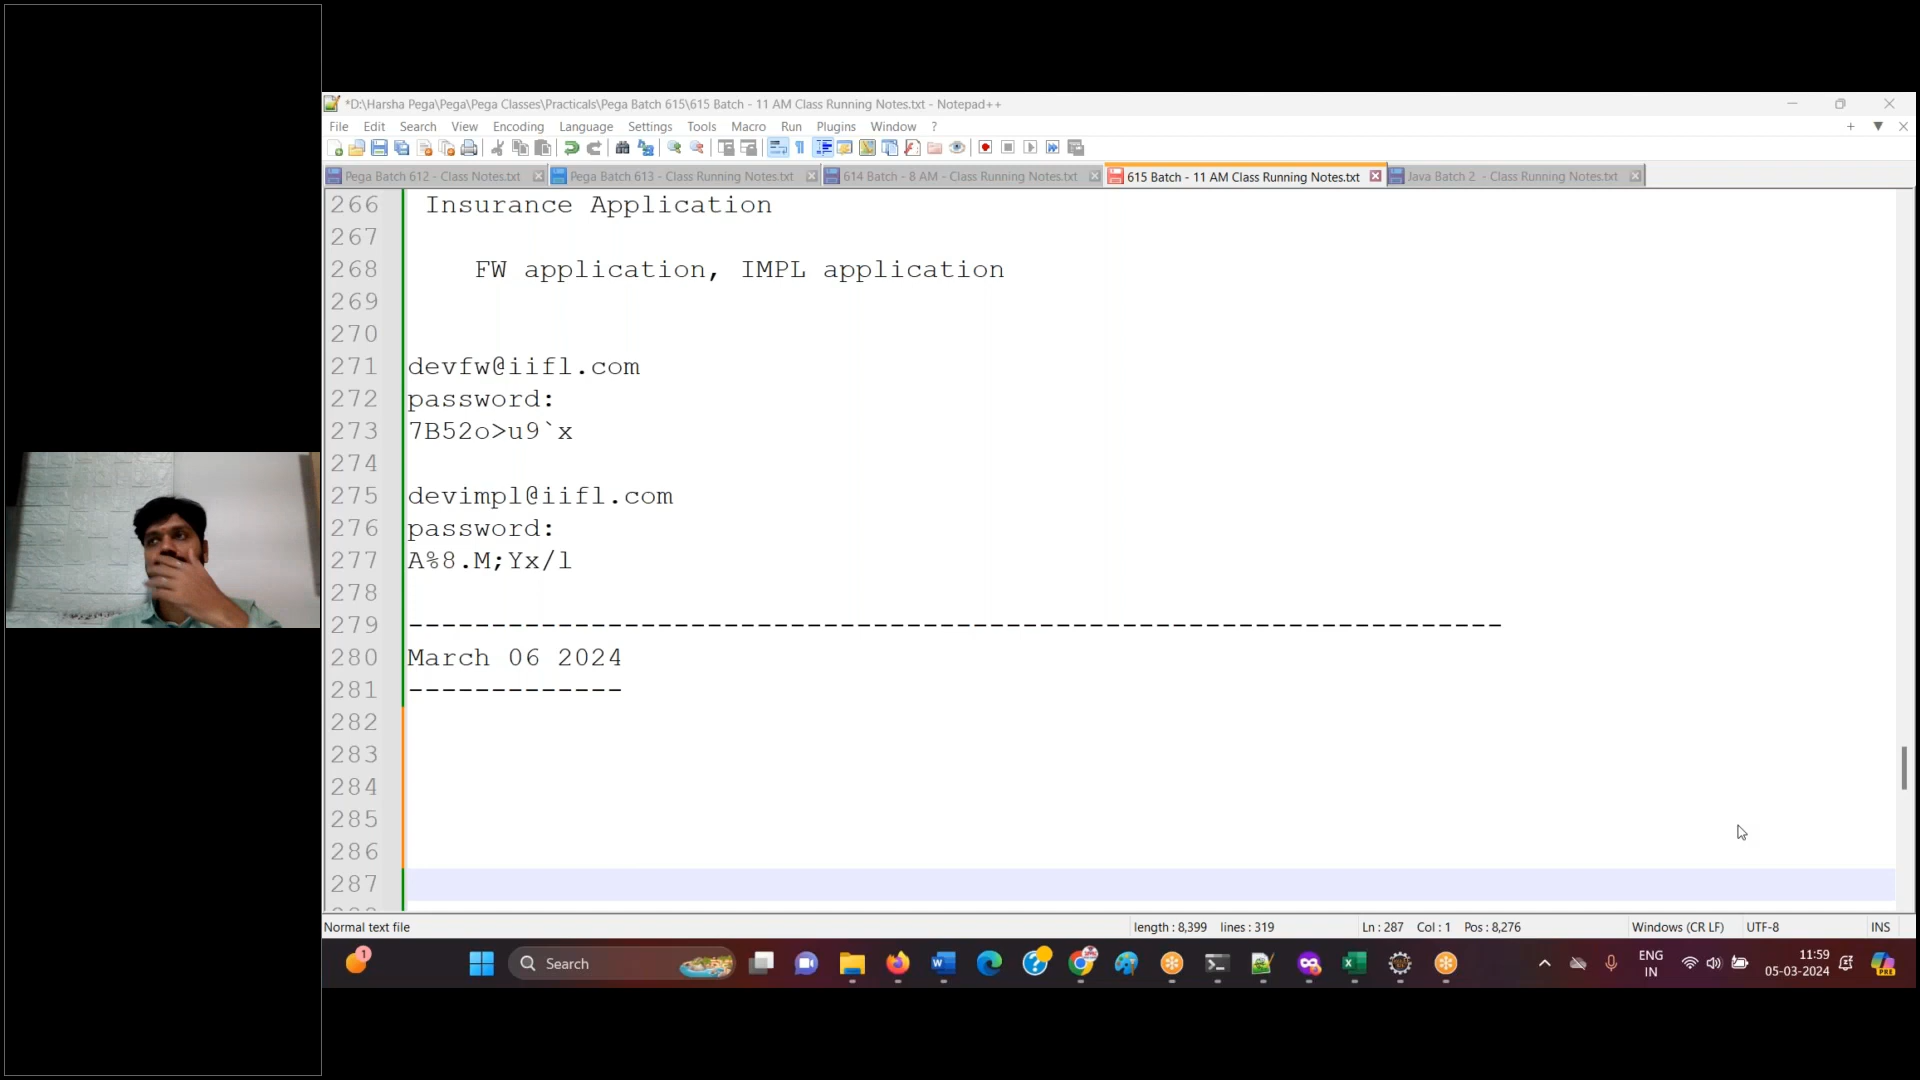 *D:\Harsha Pega\Pega\Pega Classes\Practicals\Pega Batch 615\615 Batch - 11 AM Class Running Notes.txt - Notepad++
File Edit Search View Encoding Language Settings Tools Macro Run Plugins Window ?
Pega Batch 612 - Class Notes.txt Pega Batch 613 - Class Running Notes.txt 614 Batch - 8 AM - Class Running Notes.txt 615 Batch - 11 AM Class Running Notes.txt Java Batch 2 - Class Running Notes.txt
266 Insurance Application
267
268 FW application, IMPL application
269
270
271 devfw@iifl.com
272 password:
273 7B52o>u9`x
274
275 devimpl@iifl.com
276 password:
277 A%8.M;Yx/l
278
279 ------------------------------------------------------------------
280 March 06 2024
281 -------------
282
283
284
285
286
287
Normal text file length : 8,399 lines : 319 Ln : 287 Col : 1 Pos : 8,276 Windows (CR LF) UTF-8 INS
1 Search ENG 11:59
IN 05-03-2024 PRE